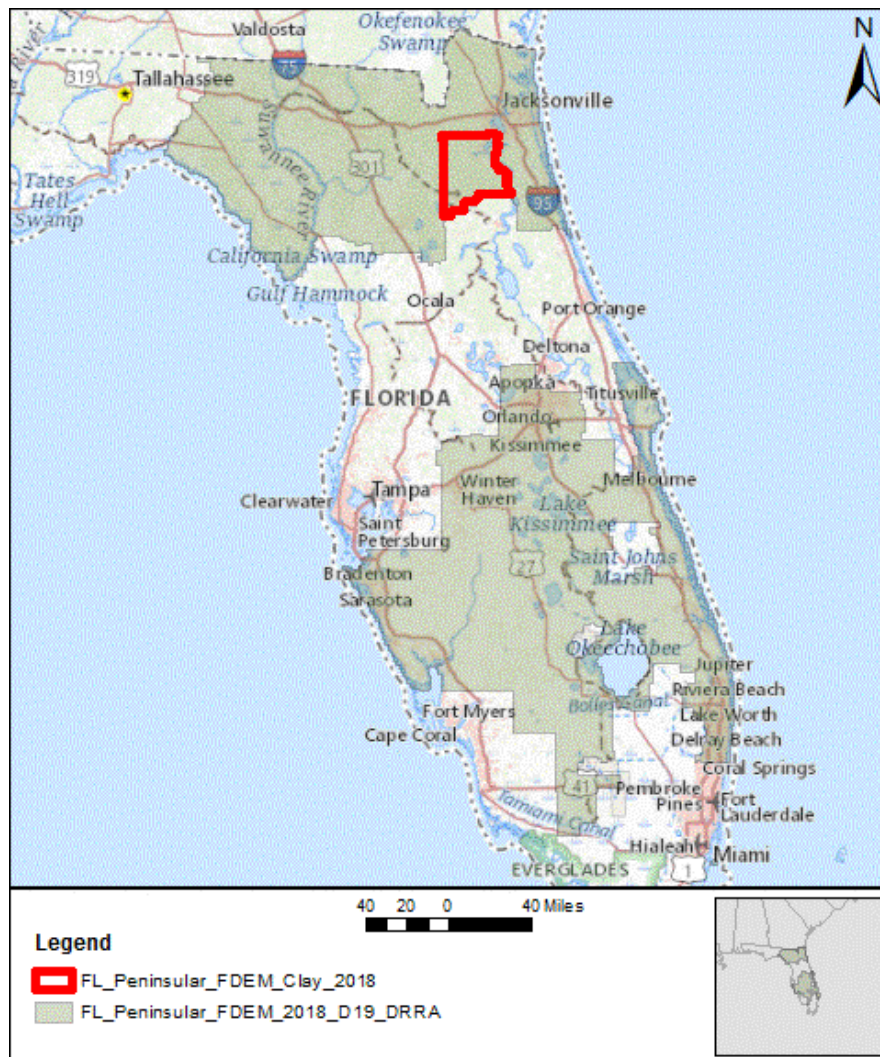 Okefenokee
Swamp
Valdosta
N
75
319
Tallahassee
Jacksonville
Suwannee River
301
Tates
Hell
Swamp
95
California Swamp
Gulf Hammock
Ocala
Port Orange
Deltona
Apopka
Titusville
FLORIDA
Orlando
Kissimmee
Winter
Haven
Melbourne
Clearwater
Tampa
Lake
Kissimmee
Saint
Petersburg
Saint Johns
Marsh
27
Bradenton
Sarasota
Lake
Okeechobee
Jupiter
Riviera Beach
Fort Myers
Bolles Canal
Lake Worth
Cape Coral
Delray Beach
Coral Springs
41
Pembroke
Pines
Fort
Lauderdale
Tamiami Canal
Hialeah
Miami
EVERGLADES
1
40 20 0 40 Miles
Legend
FL_Peninsular_FDEM_Clay_2018
FL_Peninsular_FDEM_2018_D19_DRRA